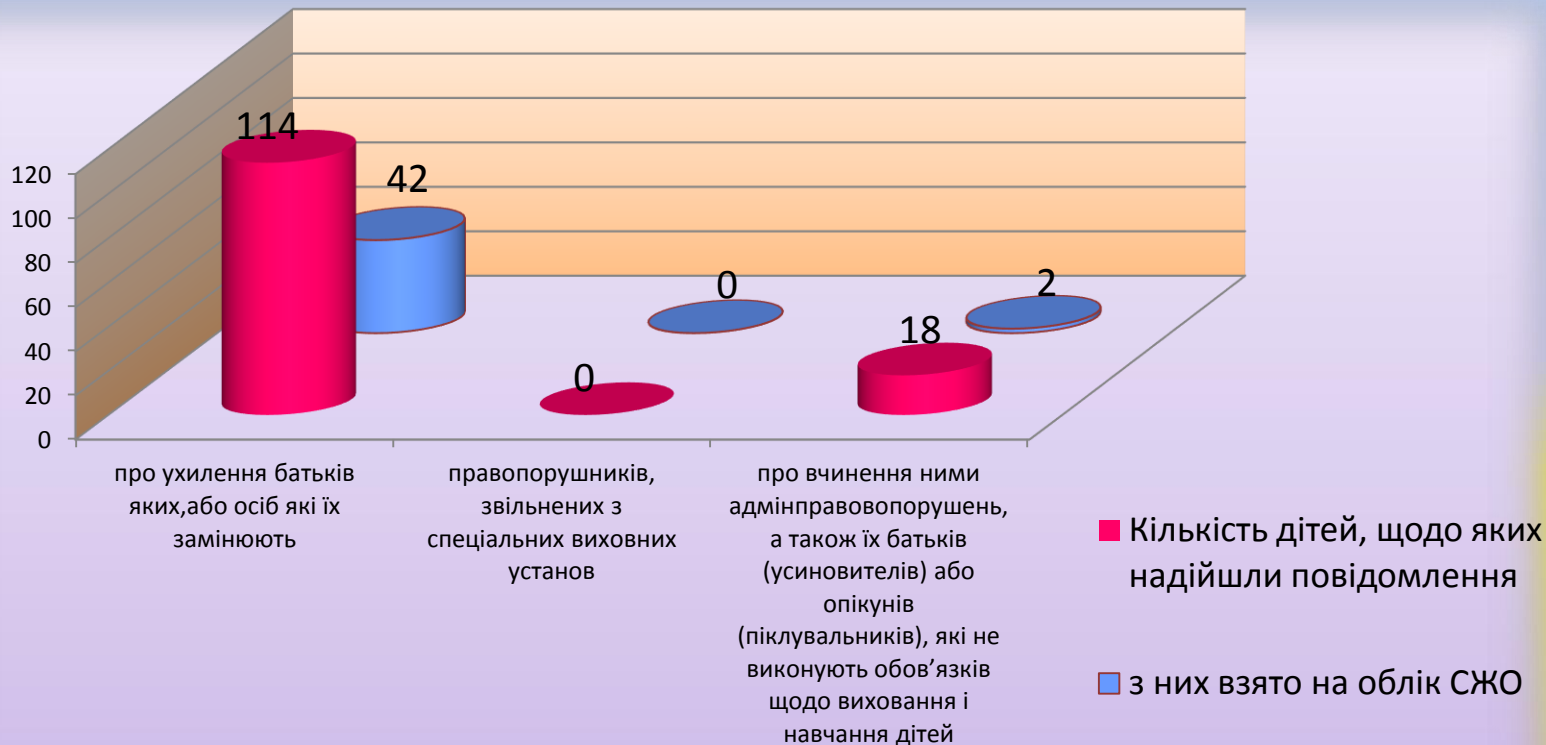 114
42
0
2
18
0
120
100
80
60
40
20
0
про ухилення батьків
яких,або осіб які їх
замінюють
правопорушників,
звільнених з
спеціальних виховних
установ
про вчинення ними
адмінправовопорушень,
а також їх батьків
(усиновителів) або
опікунів
(піклувальників), які не
виконують обов’язків
щодо виховання і
навчання дітей
Кількість дітей, щодо яких
надійшли повідомлення
з них взято на облік СЖО